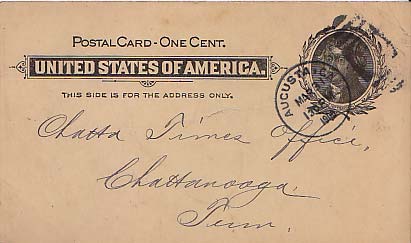 POSTAL CARD - ONE CENT.
UNITED STATES OF AMERICA.
THIS SIDE IS FOR THE ADDRESS ONLY.
AUGUSTA
Chatta Times Office,
Chattanooga.
Tenn.